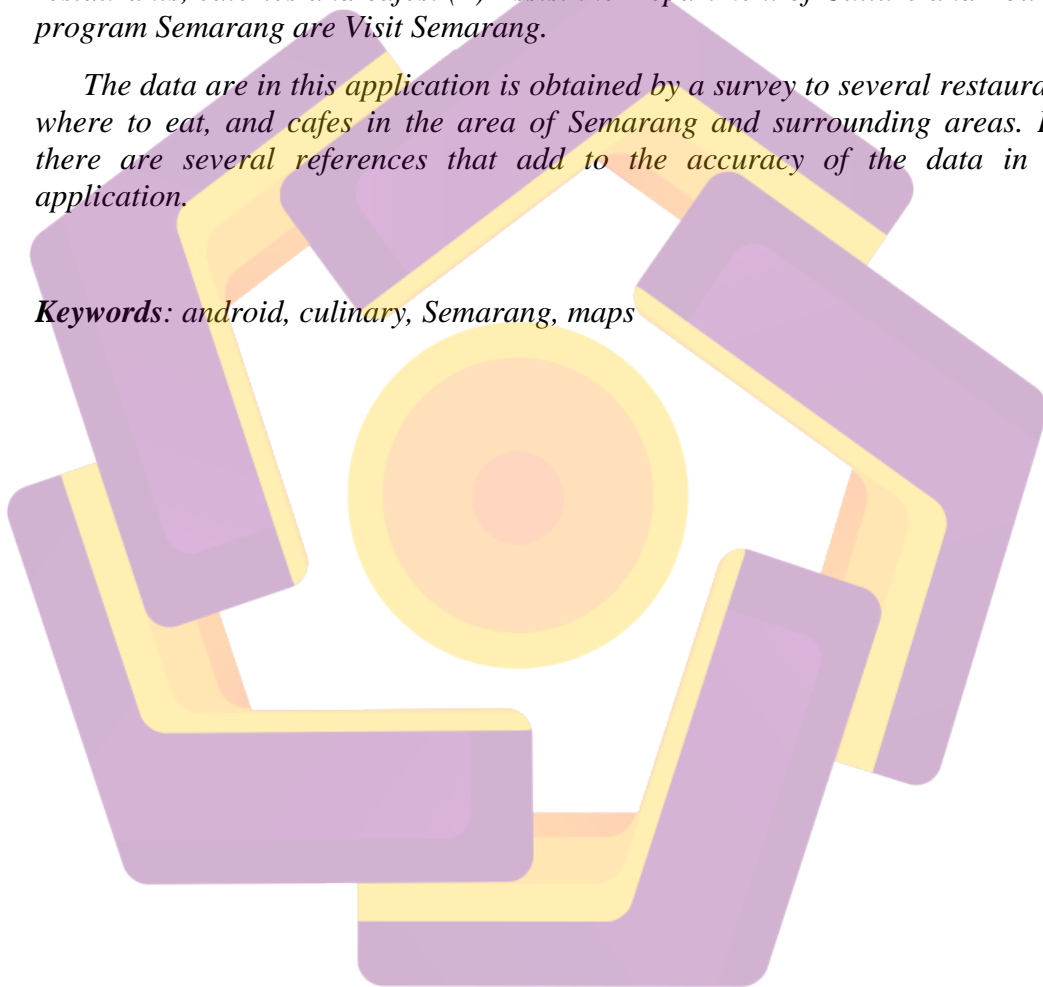 program Semarang are Visit Semarang.
The data are in this application is obtained by a survey to several
where to eat, and cafes in the area of Semarang and surrounding areas.
there are several references that add to the accuracy of the data in
application.
Keywords: android, culinary, Semarang, maps